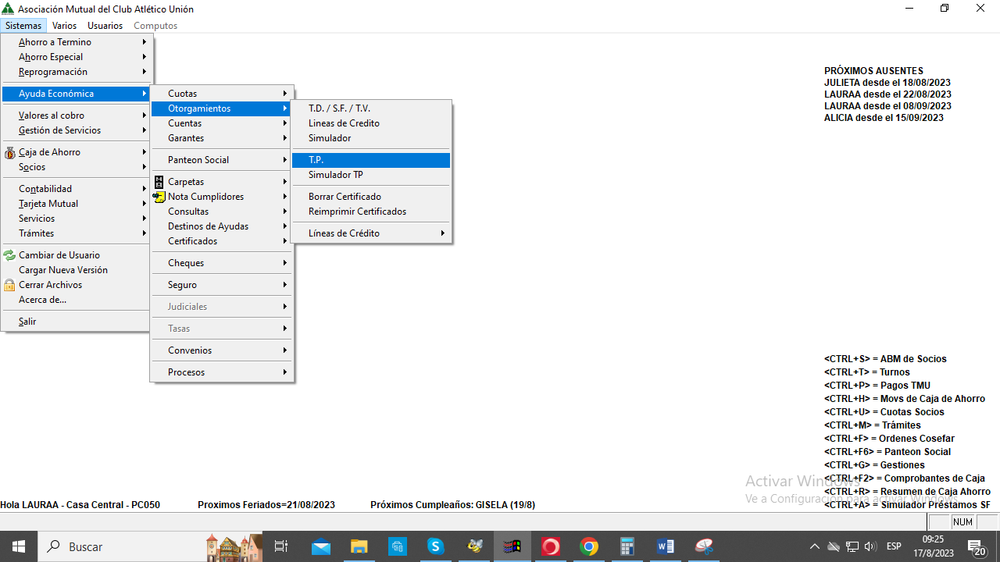 Asociación Mutual del Club Atlético Unión
Sistemas Varios Usuarios Computos
Ahorro a Termino
Ahorro Especial
Reprogramación
Ayuda Económica
Valores al cobro
Gestión de Servicios
Caja de Ahorro
Socios
Contabilidad
Tarjeta Mutual
Servicios
Trámites
Cambiar de Usuario
Cargar Nueva Versión
Cerrar Archivos
Acerca de...
Salir
Cuotas
Otorgamientos
Cuentas
Garantes
Panteon Social
Carpetas
Nota Cumplidores
Consultas
Destinos de Ayudas
Certificados
Cheques
Seguro
Judiciales
Tasas
Convenios
Procesos
T.D. / S.F. / T.V.
Lineas de Credito
Simulador
T.P.
Simulador TP
Borrar Certificado
Reimprimir Certificados
Líneas de Crédito
PRÓXIMOS AUSENTES
JULIETA desde el 18/08/2023
LAURAA desde el 22/08/2023
LAURAA desde el 08/09/2023
ALICIA desde el 15/09/2023
<CTRL+S> = ABM de Socios
<CTRL+T> = Turnos
<CTRL+P> = Pagos TMU
<CTRL+H> = Movs de Caja de Ahorro
<CTRL+U> = Cuotas Socios
<CTRL+M> = Trámites
<CTRL+F> = Ordenes Cosefar
<CTRL+F6> = Panteon Social
<CTRL+G> = Gestiones
<CTRL+F2> = Comprobantes de Caja
<CTRL+R> = Resumen de Caja Ahorro
<CTRL+A> = Simulador Préstamos SF
Activar Windows
Ve a Configuración para activar Windows.
Hola LAURAA - Casa Central - PC050 Proximos Feriados=21/08/2023 Próximos Cumpleaños: GISELA (19/8)
NUM
Buscar
ESP
09:25
17/8/2023
20